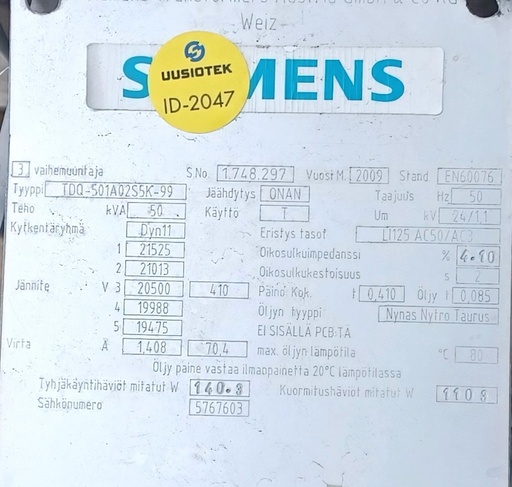 Weiz
SIEMENS
UUSIOTEK
ID-2047
3 vaihemuuntaja S.No. 1.748.297 Vuosi M. 2009 Stand. EN60076
Tyyppi TDQ-501A02S5K-99 Jäähdytys ONAN Taajuus Hz 50
Teho kVA 50 Käyttö T Um kV 24/1,1
Kytkentäryhmä Dyn11 Eristys tasot LI125 AC50/AC3
1 21525 Oikosulkuimpedanssi % 4.10
2 21013 Oikosulkukestoisuus s 2
Jännite V 3 20500 410 Paino Kok. t 0,410 Öljy t 0,085
4 19988 Öljyn tyyppi Nynas Nytro Taurus
5 19475 EI SISÄLLÄ PCB:TÄ
Virta A 1,408 70,4 max. öljyn lämpötila °C 80
Öljy paine vastaa ilmanpainetta 20°C lämpötilassa
Tyhjäkäyntihäviöt mitatut W 140.8 Kuormitushäviöt mitatut W 1108
Sähkönumero 5767603